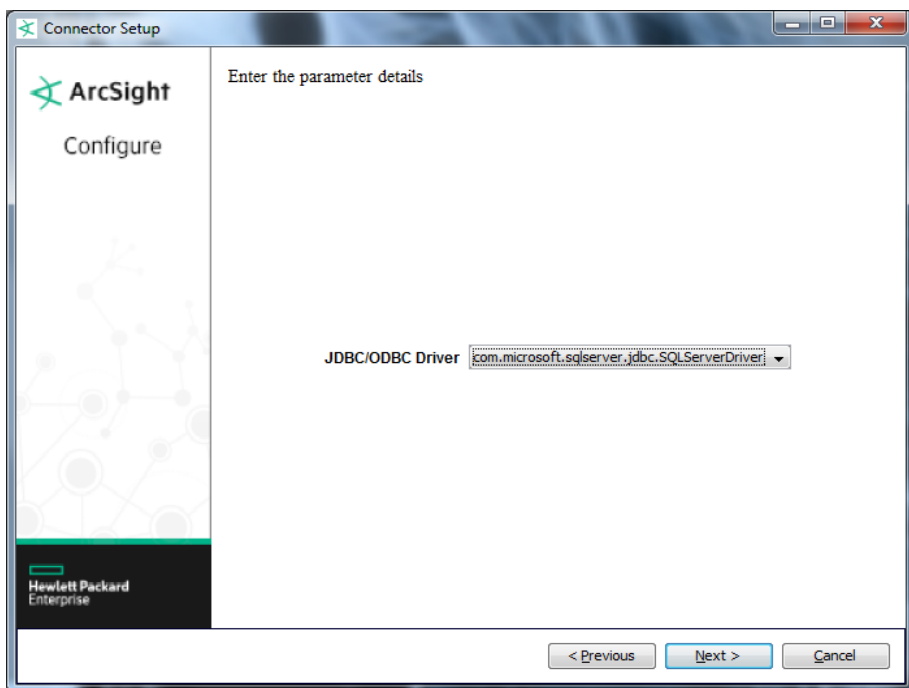 Connector Setup
ArcSight
Configure
Enter the parameter details
JDBC/ODBC Driver com.microsoft.sqlserver.jdbc.SQLServerDriver
Hewlett Packard
Enterprise
< Previous Next > Cancel